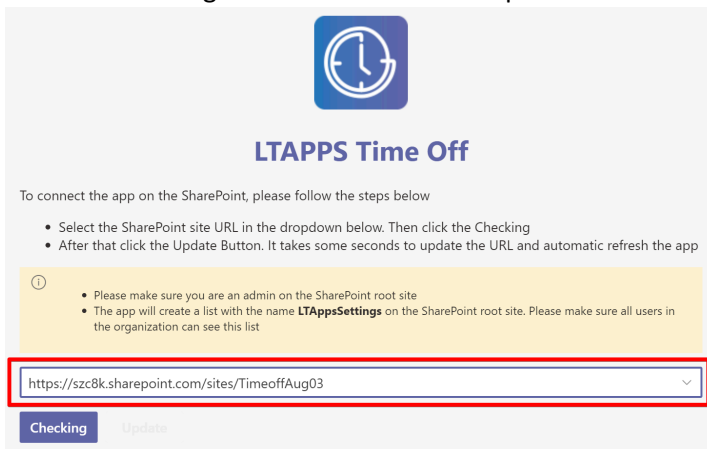 LTAPPS Time Off
To connect the app on the SharePoint, please follow the steps below
• Select the SharePoint site URL in the dropdown below. Then click the Checking
• After that click the Update Button. It takes some seconds to update the URL and automatic refresh the app
• Please make sure you are an admin on the SharePoint root site
• The app will create a list with the name LTAppsSettings on the SharePoint root site. Please make sure all users in
the organization can see this list
https://szc8k.sharepoint.com/sites/TimeoffAug03
Checking Update